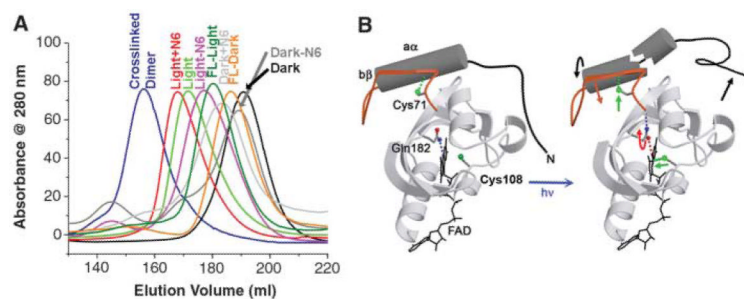 A
Absorbance @ 280 nm
100
80
60
40
20
0
Crosslinked
Dimer
Light+N6
Light
Light-N6
FL-Light
Dark+N6
FL-Dark
Dark-N6
Dark
140
160
180
200
220
Elution Volume (ml)
B
aα
bβ
Cys71
Gln182
N
Cys108
hν
FAD